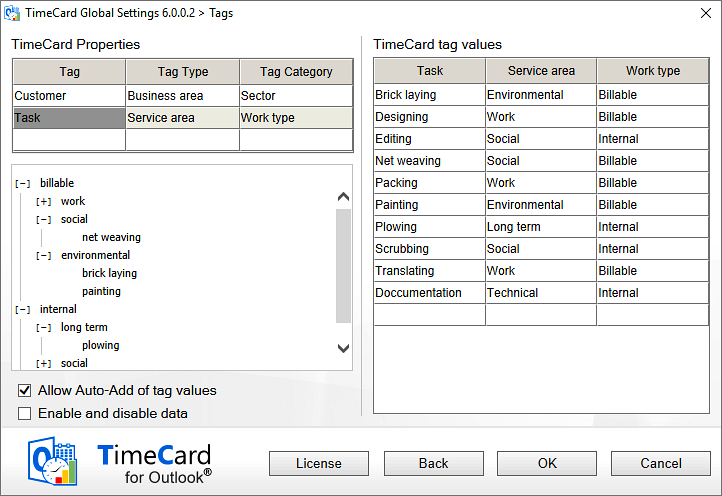 TimeCard Global Settings 6.0.0.2 > Tags
TimeCard Properties
Tag Tag Type Tag Category
Customer Business area Sector
Task Service area Work type
[-] billable
[+] work
[-] social
net weaving
[-] environmental
brick laying
painting
[-] internal
[-] long term
plowing
[+] social
Allow Auto-Add of tag values
Enable and disable data
TimeCard tag values
Task Service area Work type
Brick laying Environmental Billable
Designing Work Billable
Editing Social Internal
Net weaving Social Billable
Packing Work Billable
Painting Environmental Billable
Plowing Long term Internal
Scrubbing Social Internal
Translating Work Billable
Doccumentation Technical Internal
TimeCard
for Outlook®
License Back OK Cancel